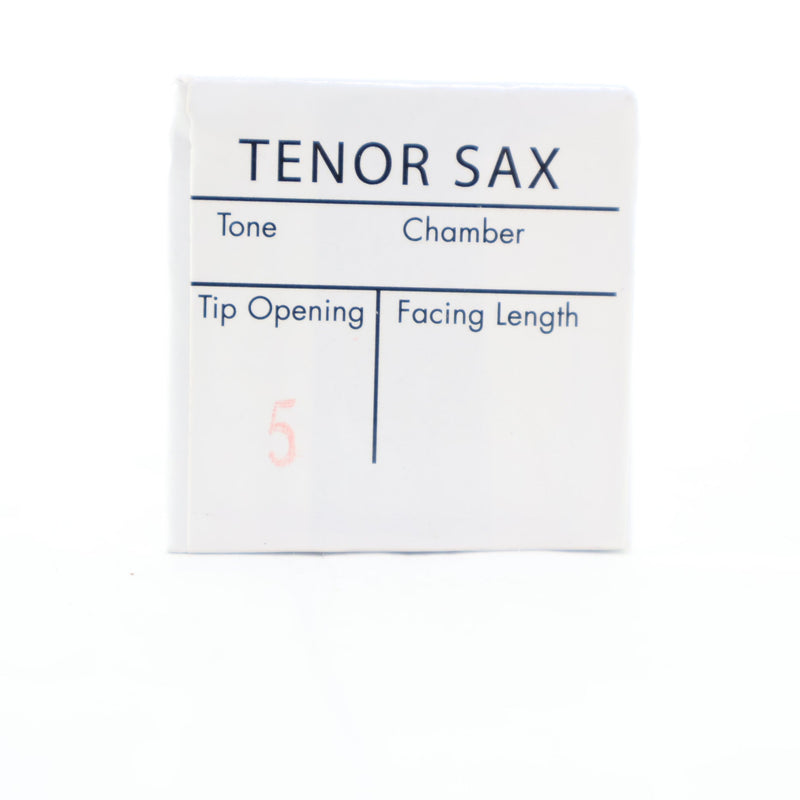 TENOR SAX
Tone Chamber
Tip Opening Facing Length
5